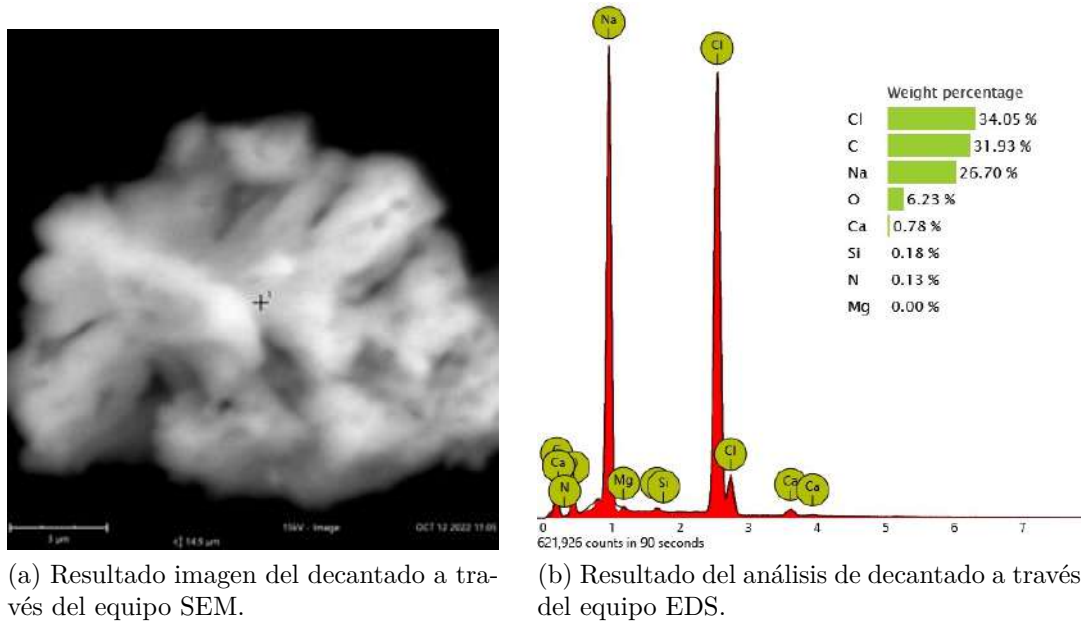 1
3 µm
15kV - Image
OCT 12 2022 11:05
14.9 µm
(a) Resultado imagen del decantado a tra-
vés del equipo SEM.
Na
Cl
Weight percentage
Cl 34.05 %
C 31.93 %
Na 26.70 %
O 6.23 %
Ca 0.78 %
Si 0.18 %
N 0.13 %
Mg 0.00 %
Ca
N
Mg
Si
Cl
Ca
Ca
0 1 2 3 4 5 6 7
621,926 counts in 90 seconds
(b) Resultado del análisis de decantado a través
del equipo EDS.